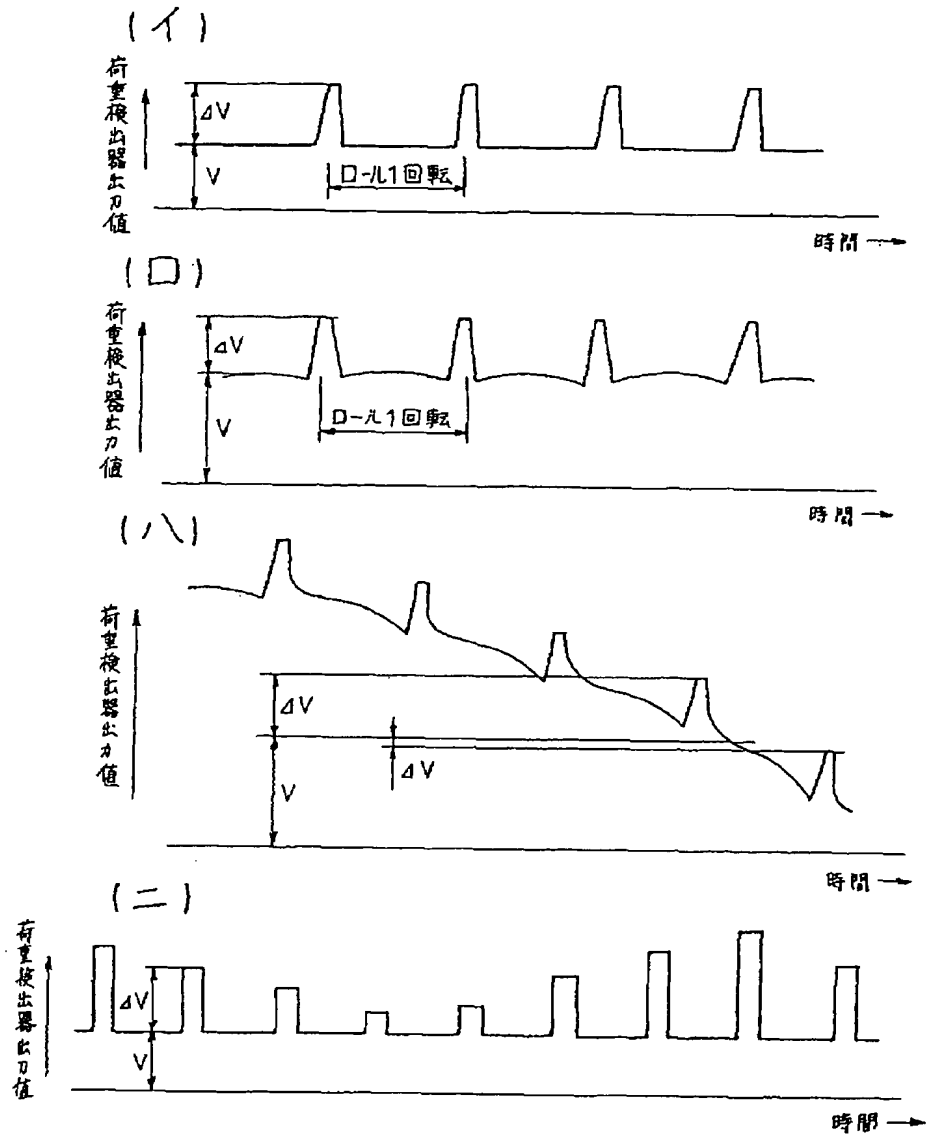 (イ)
荷重検出器出力値
ΔV
V
ロール1回転
時間
(ロ)
荷重検出器出力値
ΔV
V
ロール1回転
時間
(ハ)
荷重検出器出力値
ΔV
ΔV
V
時間
(ニ)
荷重検出器出力値
ΔV
V
時間